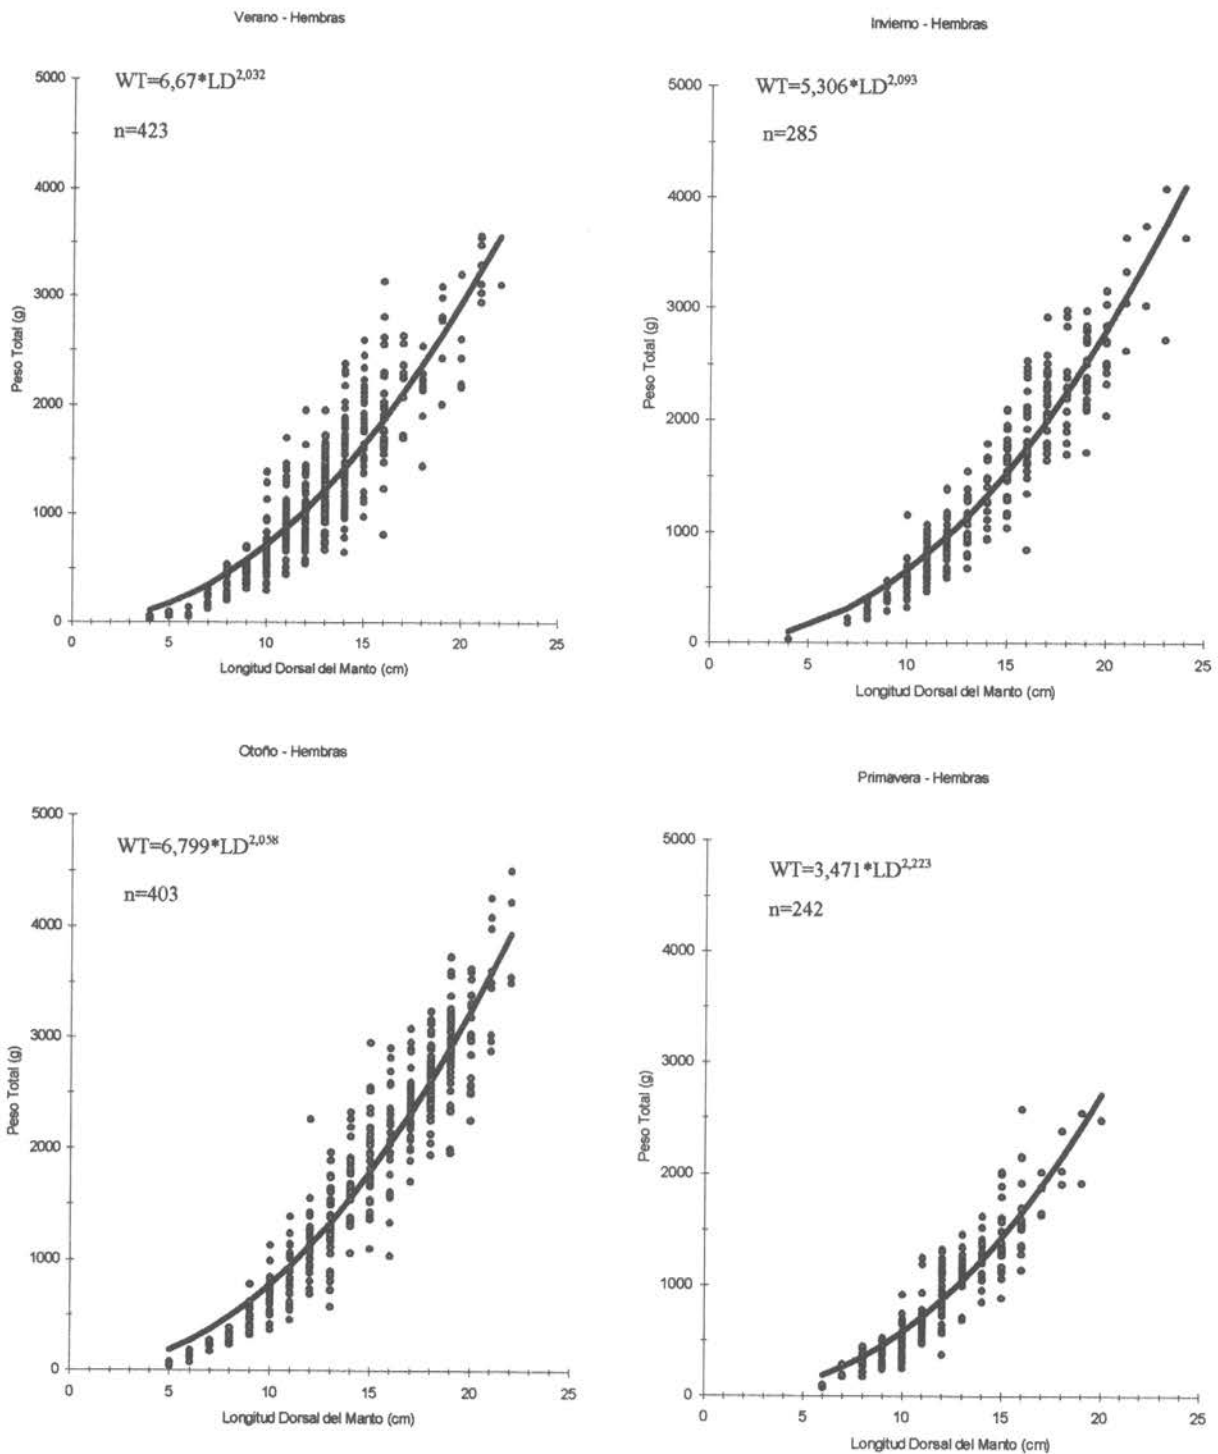 Verano - Hembras
WT=6,67*LD^2,032
n=423
5000
4000
3000
2000
1000
0
Peso Total (g)
0 5 10 15 20 25
Longitud Dorsal del Manto (cm)
Invierno - Hembras
WT=5,306*LD^2,093
n=285
5000
4000
3000
2000
1000
0
Peso Total (g)
0 5 10 15 20 25
Longitud Dorsal del Manto (cm)
Otoño - Hembras
WT=6,799*LD^2,058
n=403
5000
4000
3000
2000
1000
0
Peso Total (g)
0 5 10 15 20 25
Longitud Dorsal del Manto (cm)
Primavera - Hembras
WT=3,471*LD^2,223
n=242
5000
4000
3000
2000
1000
0
Peso Total (g)
0 5 10 15 20 25
Longitud Dorsal del Manto (cm)